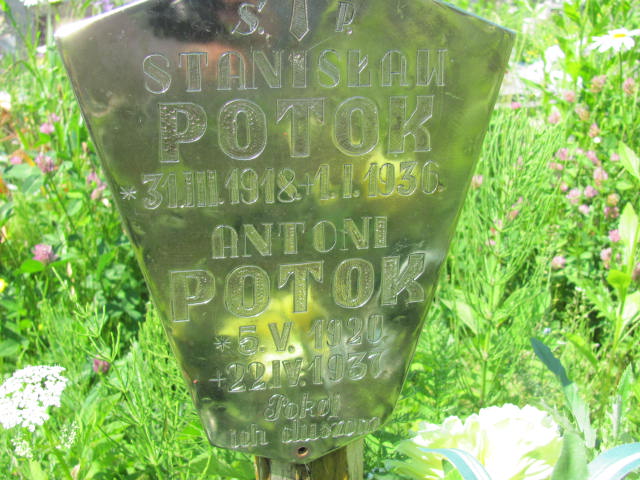 Ś. P.
STANISŁAW
POTOK
*31.III.1918 & +1.I.1936.
ANTONI
POTOK
*5.V.1920
+22.IV.1937
Pokój
ich duszom